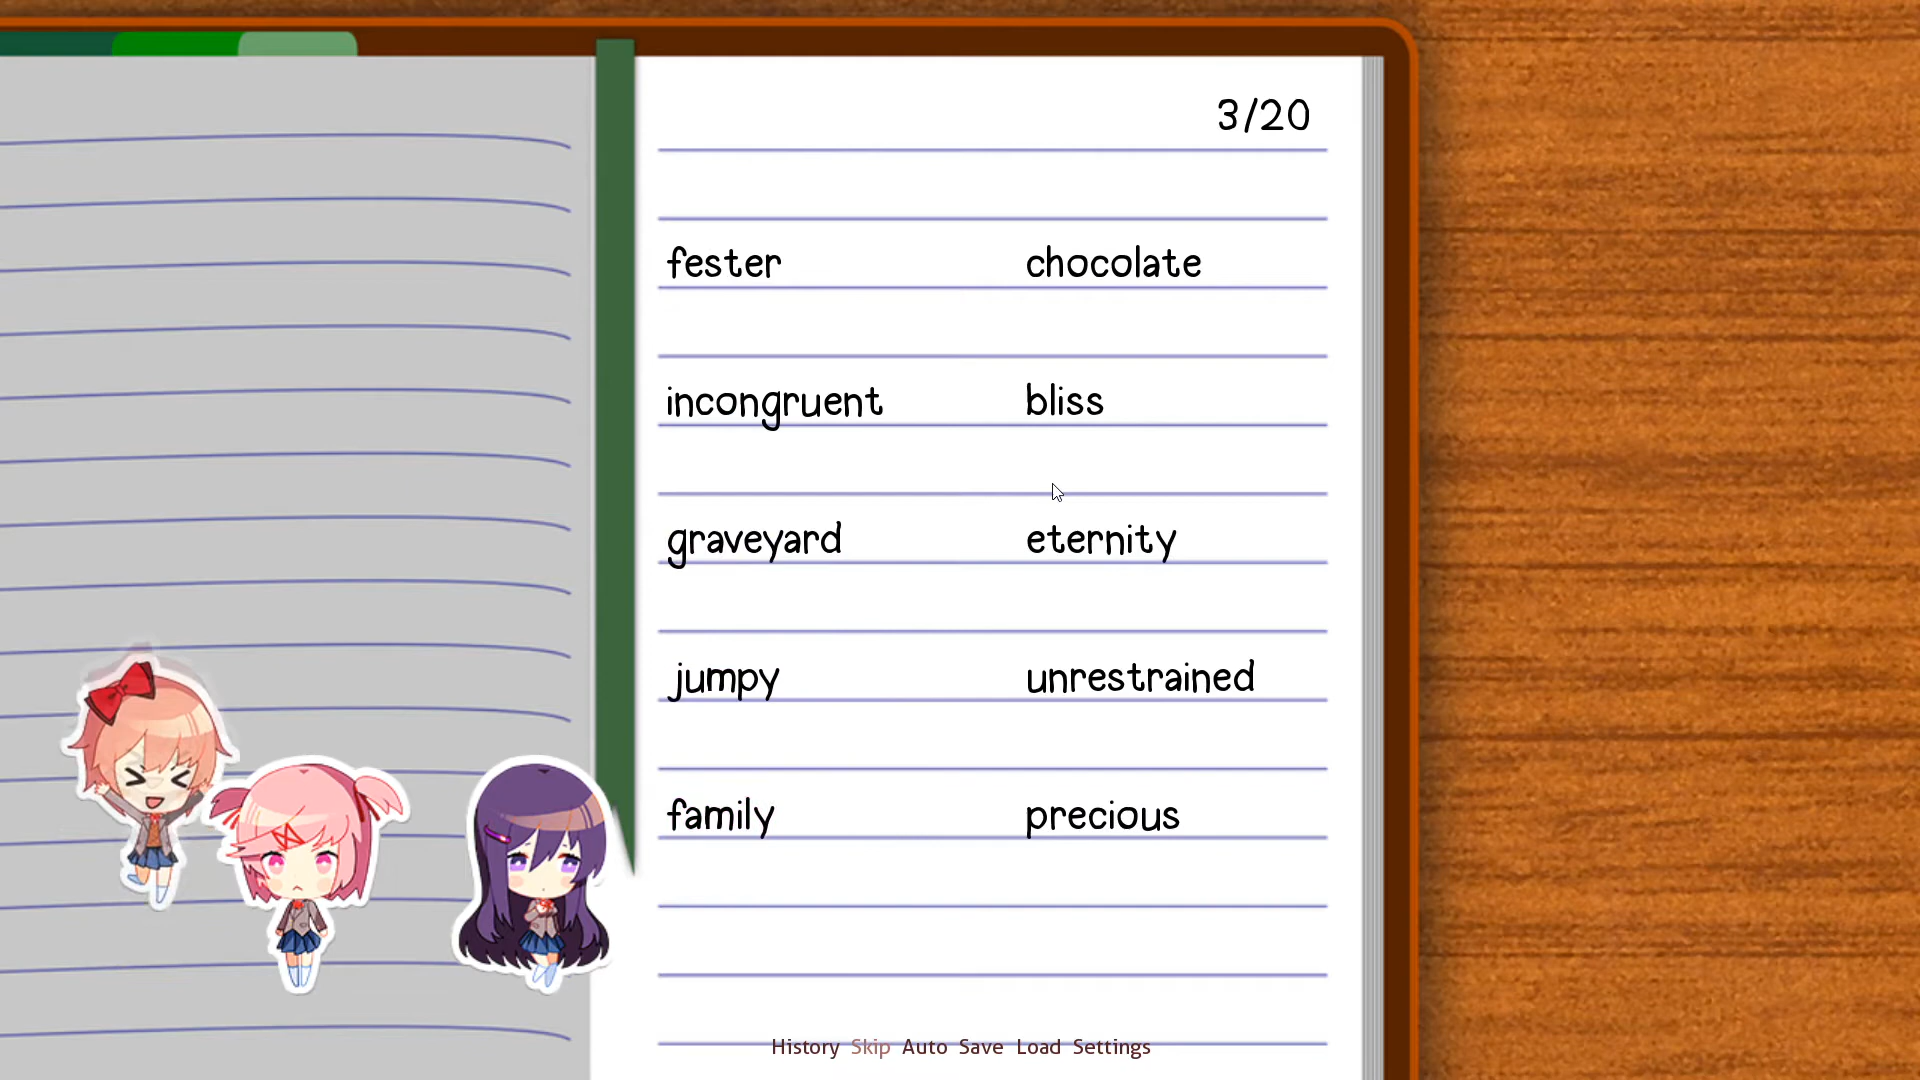 3/20
fester chocolate
incongruent bliss
graveyard eternity
jumpy unrestrained
family precious
History Skip Auto Save Load Settings